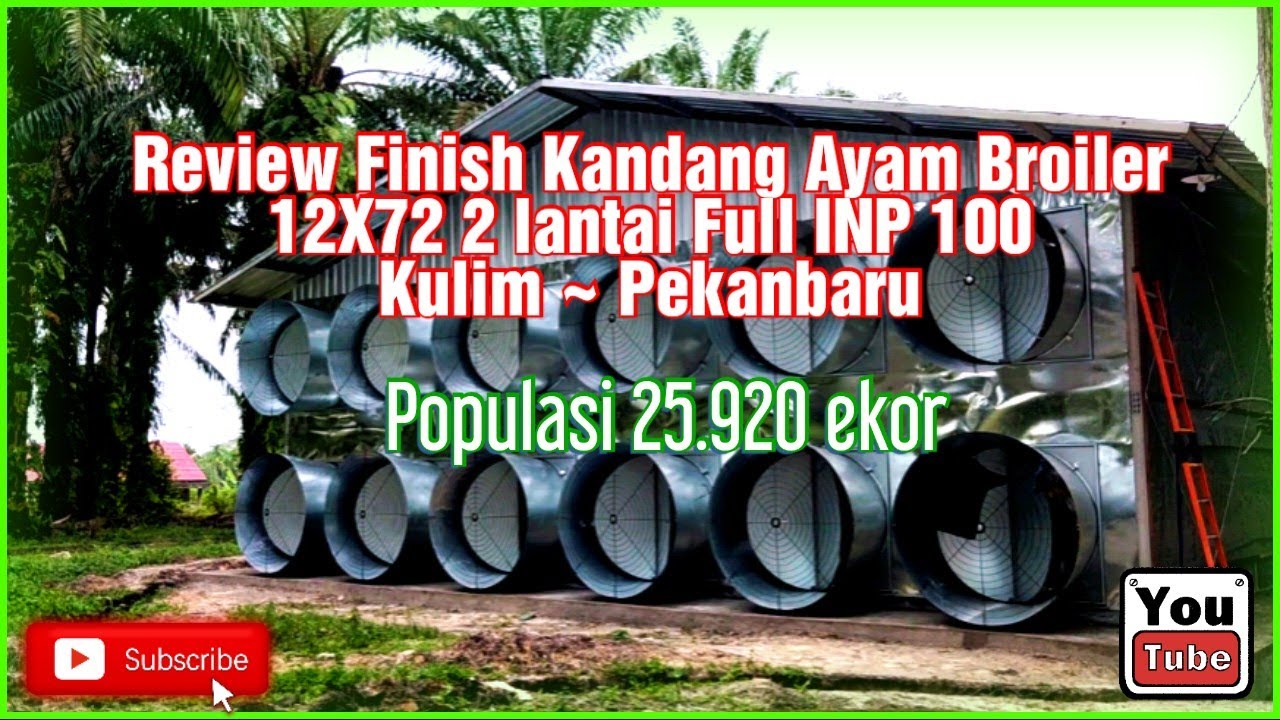 Review Finish Kandang Ayam Broiler
12X72 2 lantai Full INP 100
Kulim ~ Pekanbaru
Populasi 25.920 ekor
Subscribe
You
Tube